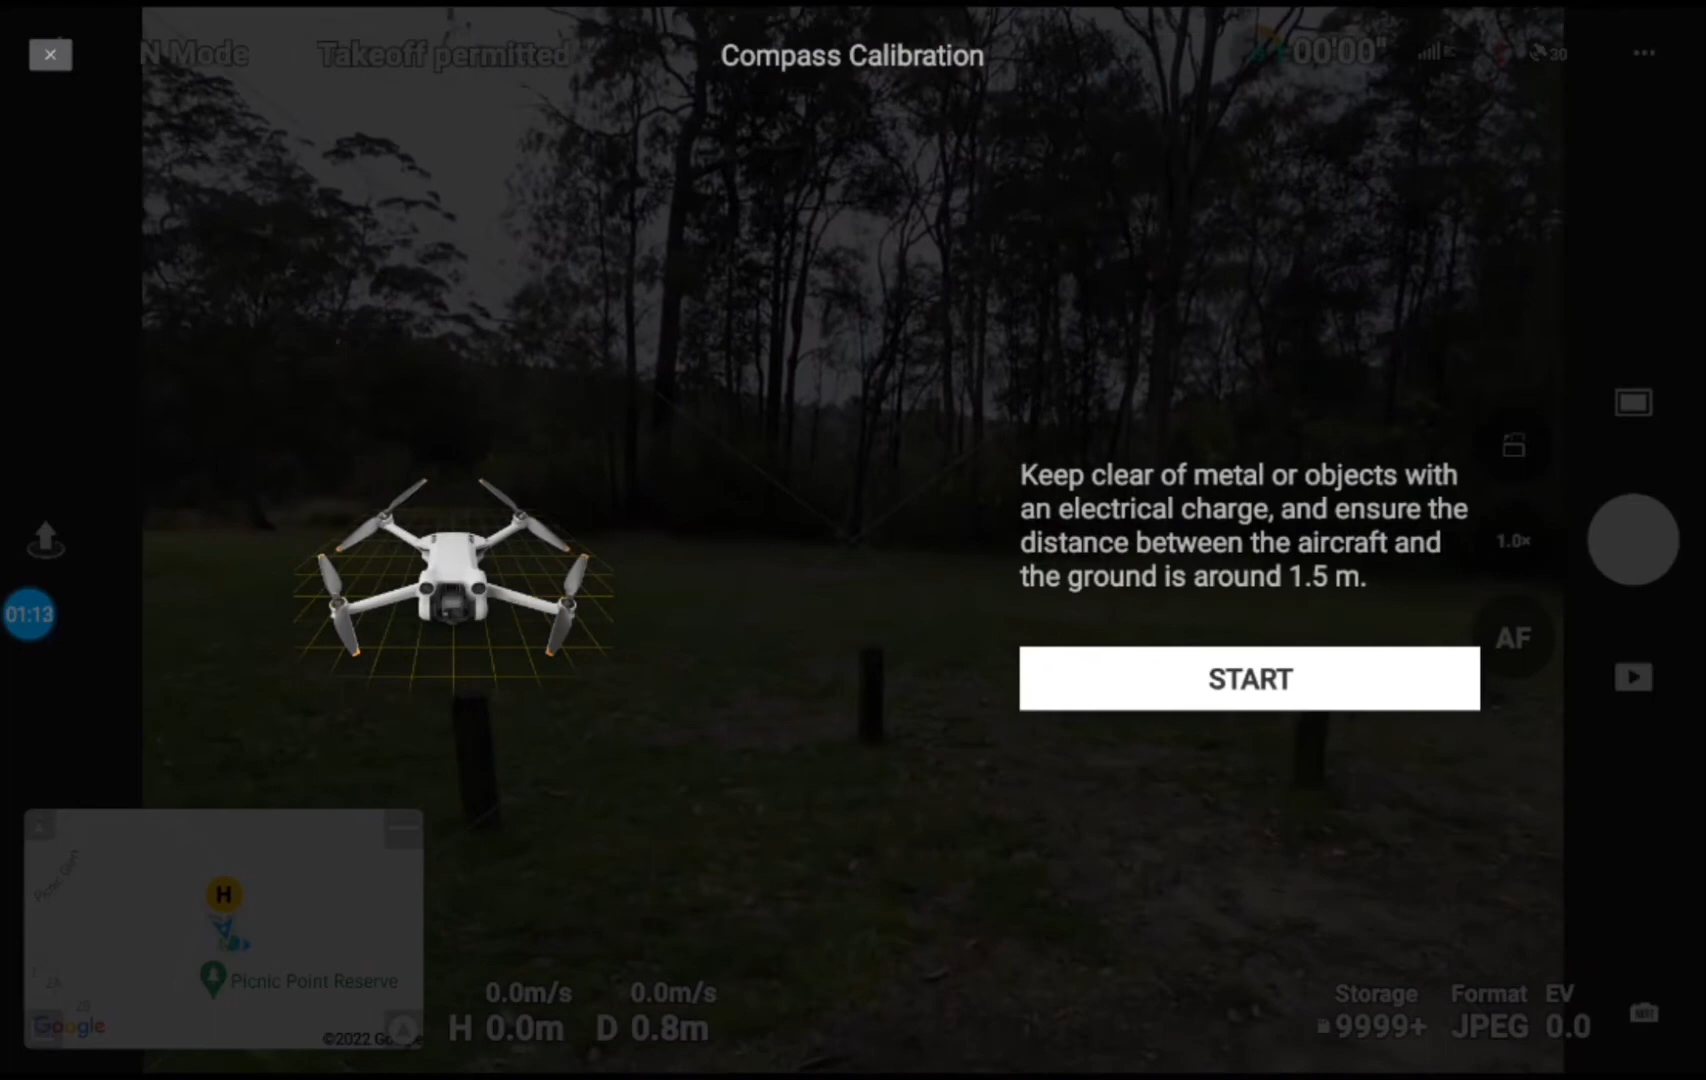 N Mode
Takeoff permitted
Compass Calibration
00'00"
30
Keep clear of metal or objects with
an electrical charge, and ensure the
distance between the aircraft and
the ground is around 1.5 m.
1.0×
01:13
AF
START
H
Picnic Point Reserve
Google
©2022
0.0m/s
0.0m/s
H 0.0m
D 0.8m
Storage
Format
EV
9999+
JPEG
0.0